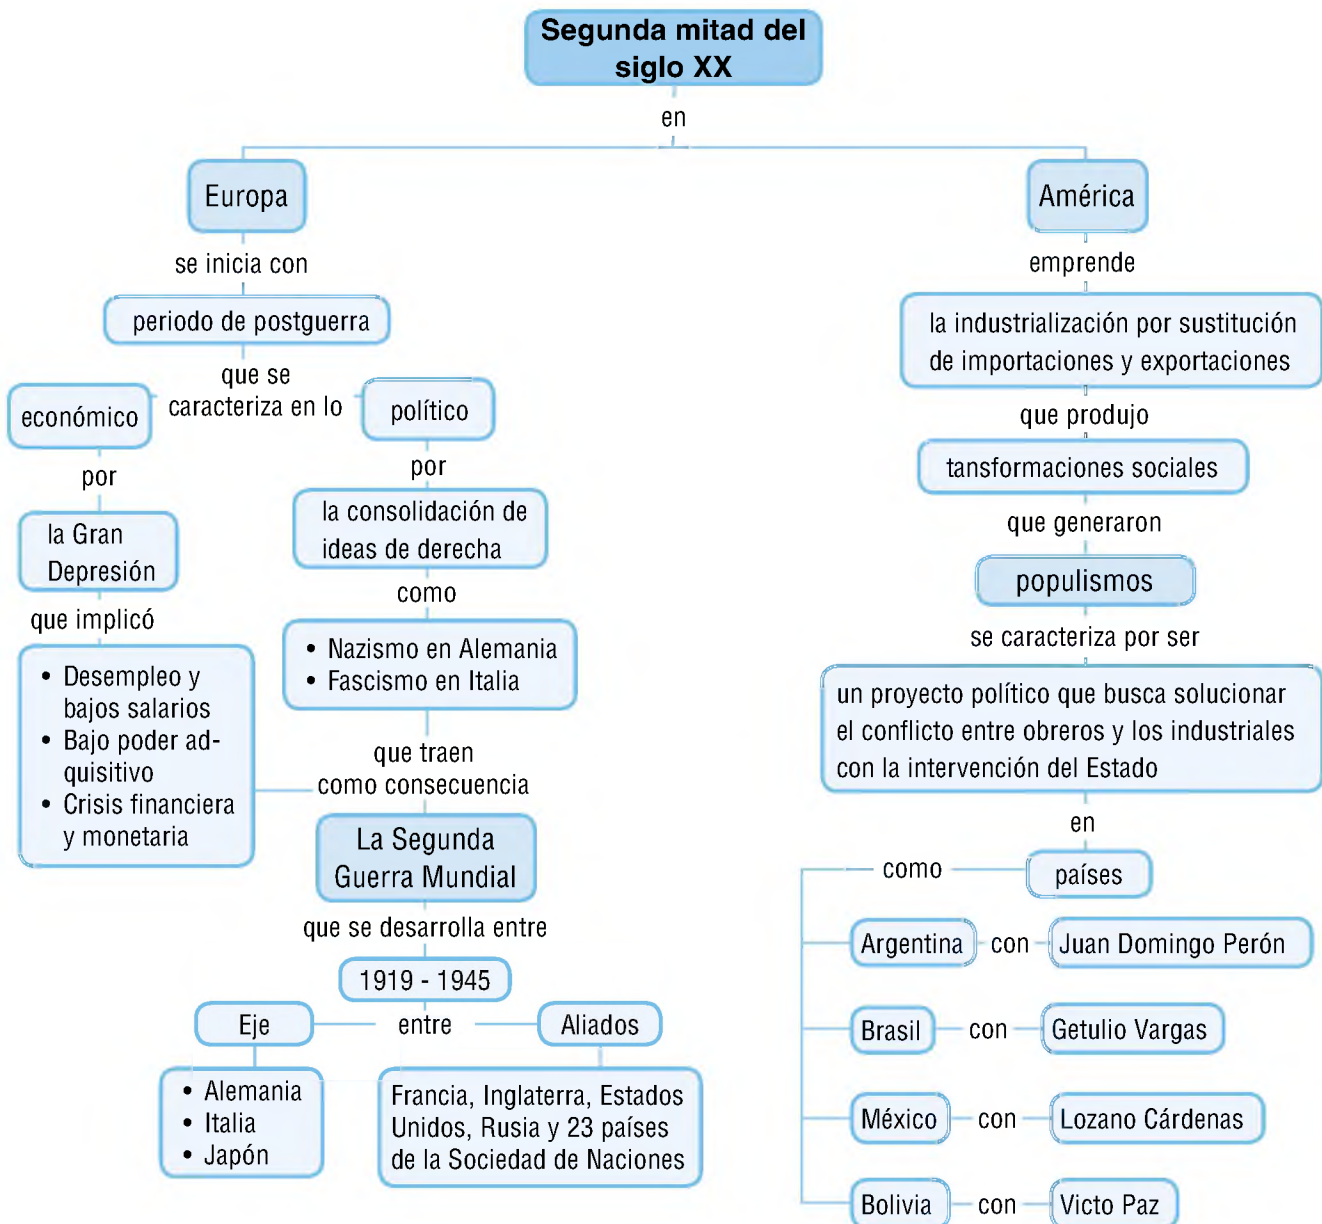 Segunda mitad del
siglo XX
en
Europa
se inicia con
periodo de postguerra
que se
caracteriza en lo
económico
por
la Gran
Depresión
que implicó
• Desempleo y
bajos salarios
• Bajo poder ad-
quisitivo
• Crisis financiera
y monetaria
político
por
la consolidación de
ideas de derecha
como
• Nazismo en Alemania
• Fascismo en Italia
que traen
como consecuencia
La Segunda
Guerra Mundial
que se desarrolla entre
1919 - 1945
entre
Eje
• Alemania
• Italia
• Japón
Aliados
Francia, Inglaterra, Estados
Unidos, Rusia y 23 países
de la Sociedad de Naciones
América
emprende
la industrialización por sustitución
de importaciones y exportaciones
que produjo
tansformaciones sociales
que generaron
populismos
se caracteriza por ser
un proyecto político que busca solucionar
el conflicto entre obreros y los industriales
con la intervención del Estado
en
países
como
Argentina con Juan Domingo Perón
Brasil con Getulio Vargas
México con Lozano Cárdenas
Bolivia con Victo Paz